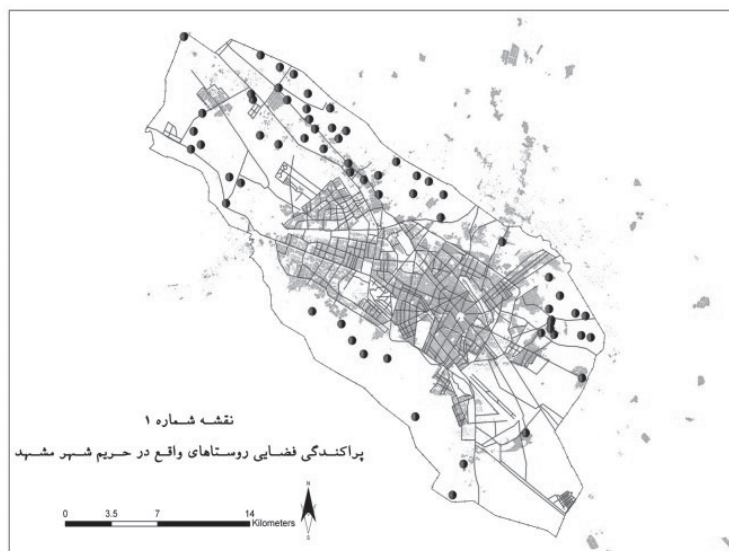 نقشه شماره ۱
پراکندگی فضایی روستاهای واقع در حریم شهر مشهد
0 3.5 7 14
Kilometers
N
S